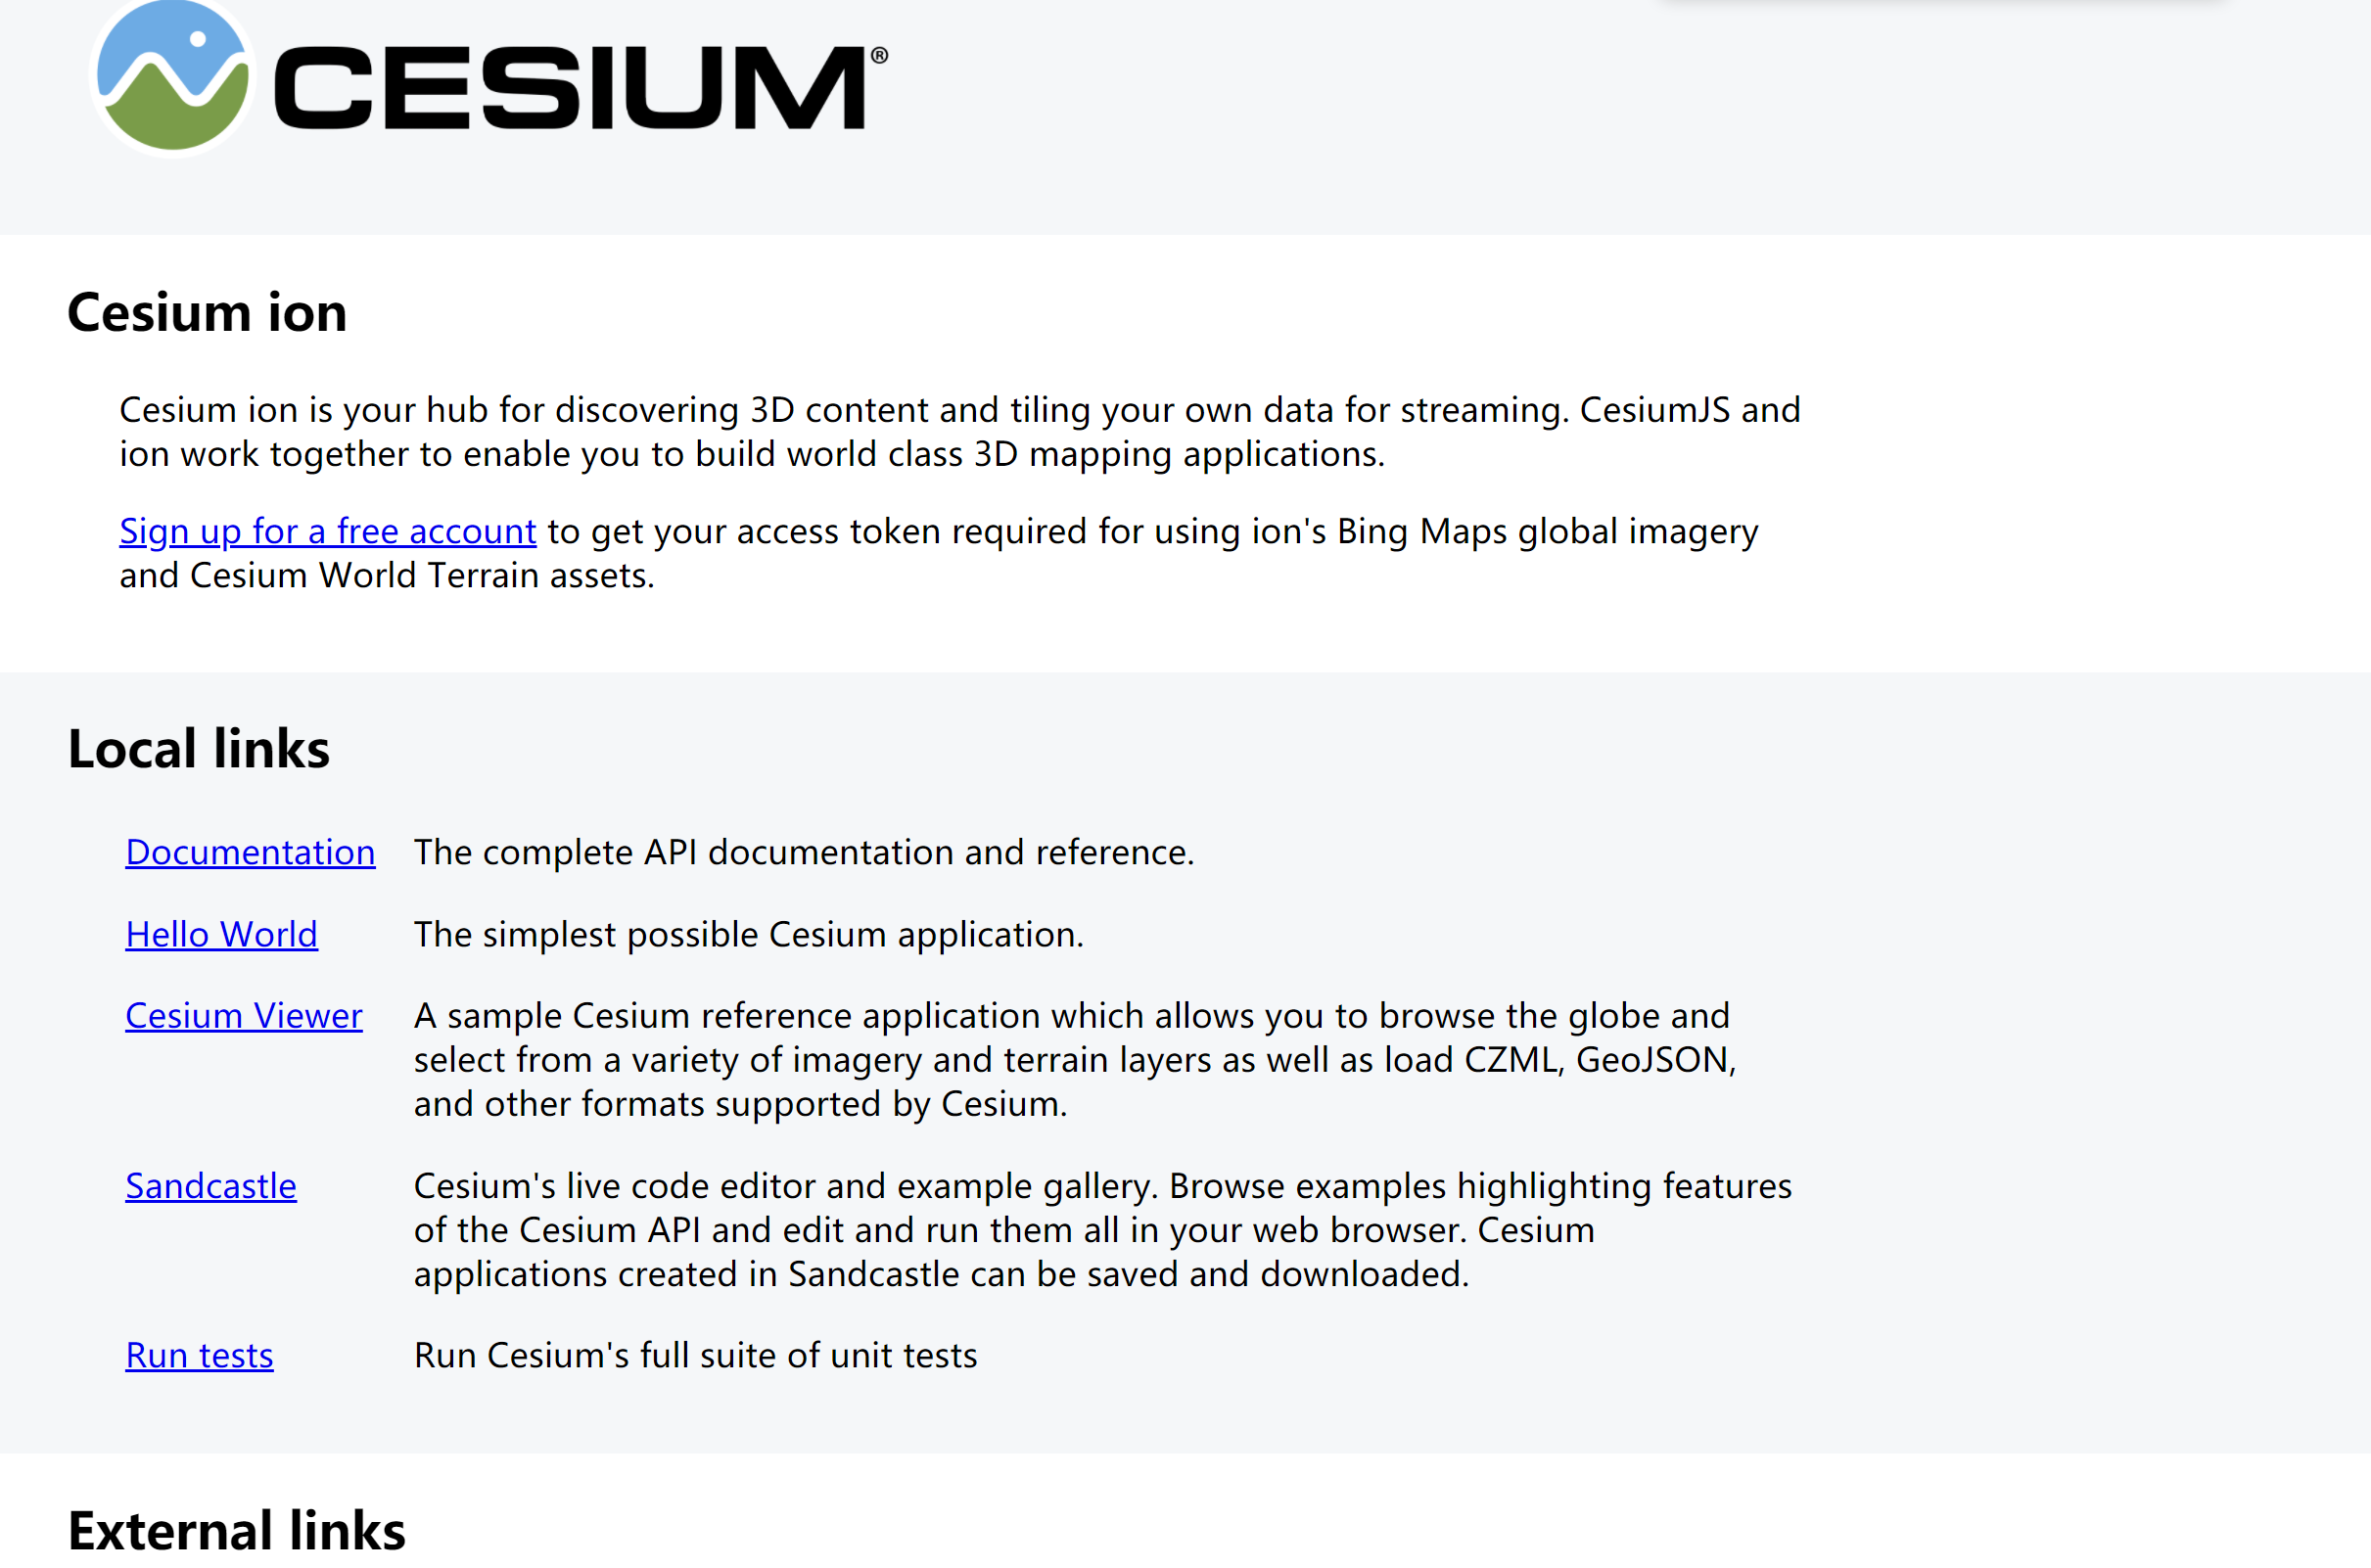 CESIUM®
Cesium ion
Cesium ion is your hub for discovering 3D content and tiling your own data for streaming. CesiumJS and
ion work together to enable you to build world class 3D mapping applications.
Sign up for a free account to get your access token required for using ion's Bing Maps global imagery
and Cesium World Terrain assets.
Local links
Documentation The complete API documentation and reference.
Hello World The simplest possible Cesium application.
Cesium Viewer A sample Cesium reference application which allows you to browse the globe and
select from a variety of imagery and terrain layers as well as load CZML, GeoJSON,
and other formats supported by Cesium.
Sandcastle Cesium's live code editor and example gallery. Browse examples highlighting features
of the Cesium API and edit and run them all in your web browser. Cesium
applications created in Sandcastle can be saved and downloaded.
Run tests Run Cesium's full suite of unit tests
External links